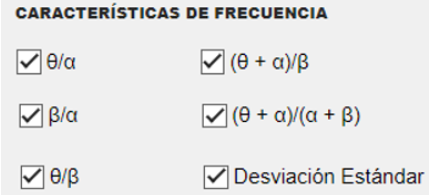 CARACTERÍSTICAS DE FRECUENCIA
θ/α (θ + α)/β
β/α (θ + α)/(α + β)
θ/β Desviación Estándar